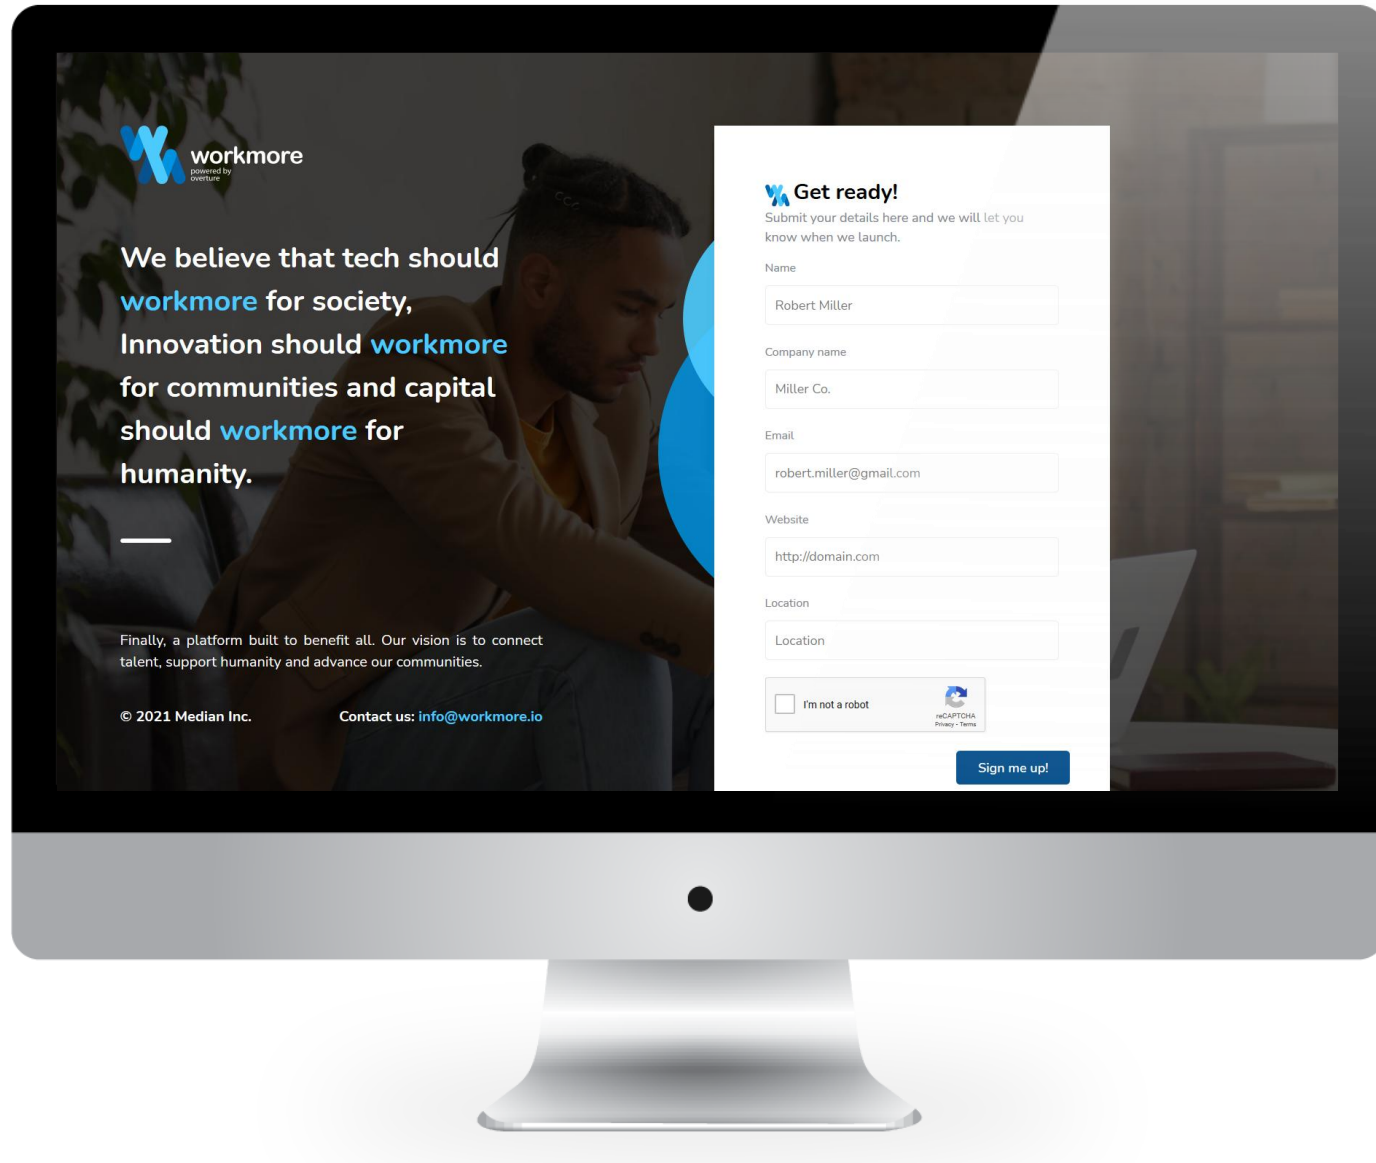 workmore
powered by
overture
We believe that tech should
workmore for society,
Innovation should workmore
for communities and capital
should workmore for
humanity.
Finally, a platform built to benefit all. Our vision is to connect
talent, support humanity and advance our communities.
© 2021 Median Inc. Contact us: info@workmore.io
Get ready!
Submit your details here and we will let you
know when we launch.
Name
Robert Miller
Company name
Miller Co.
Email
robert.miller@gmail.com
Website
http://domain.com
Location
Location
I'm not a robot
reCAPTCHA
Privacy - Terms
Sign me up!